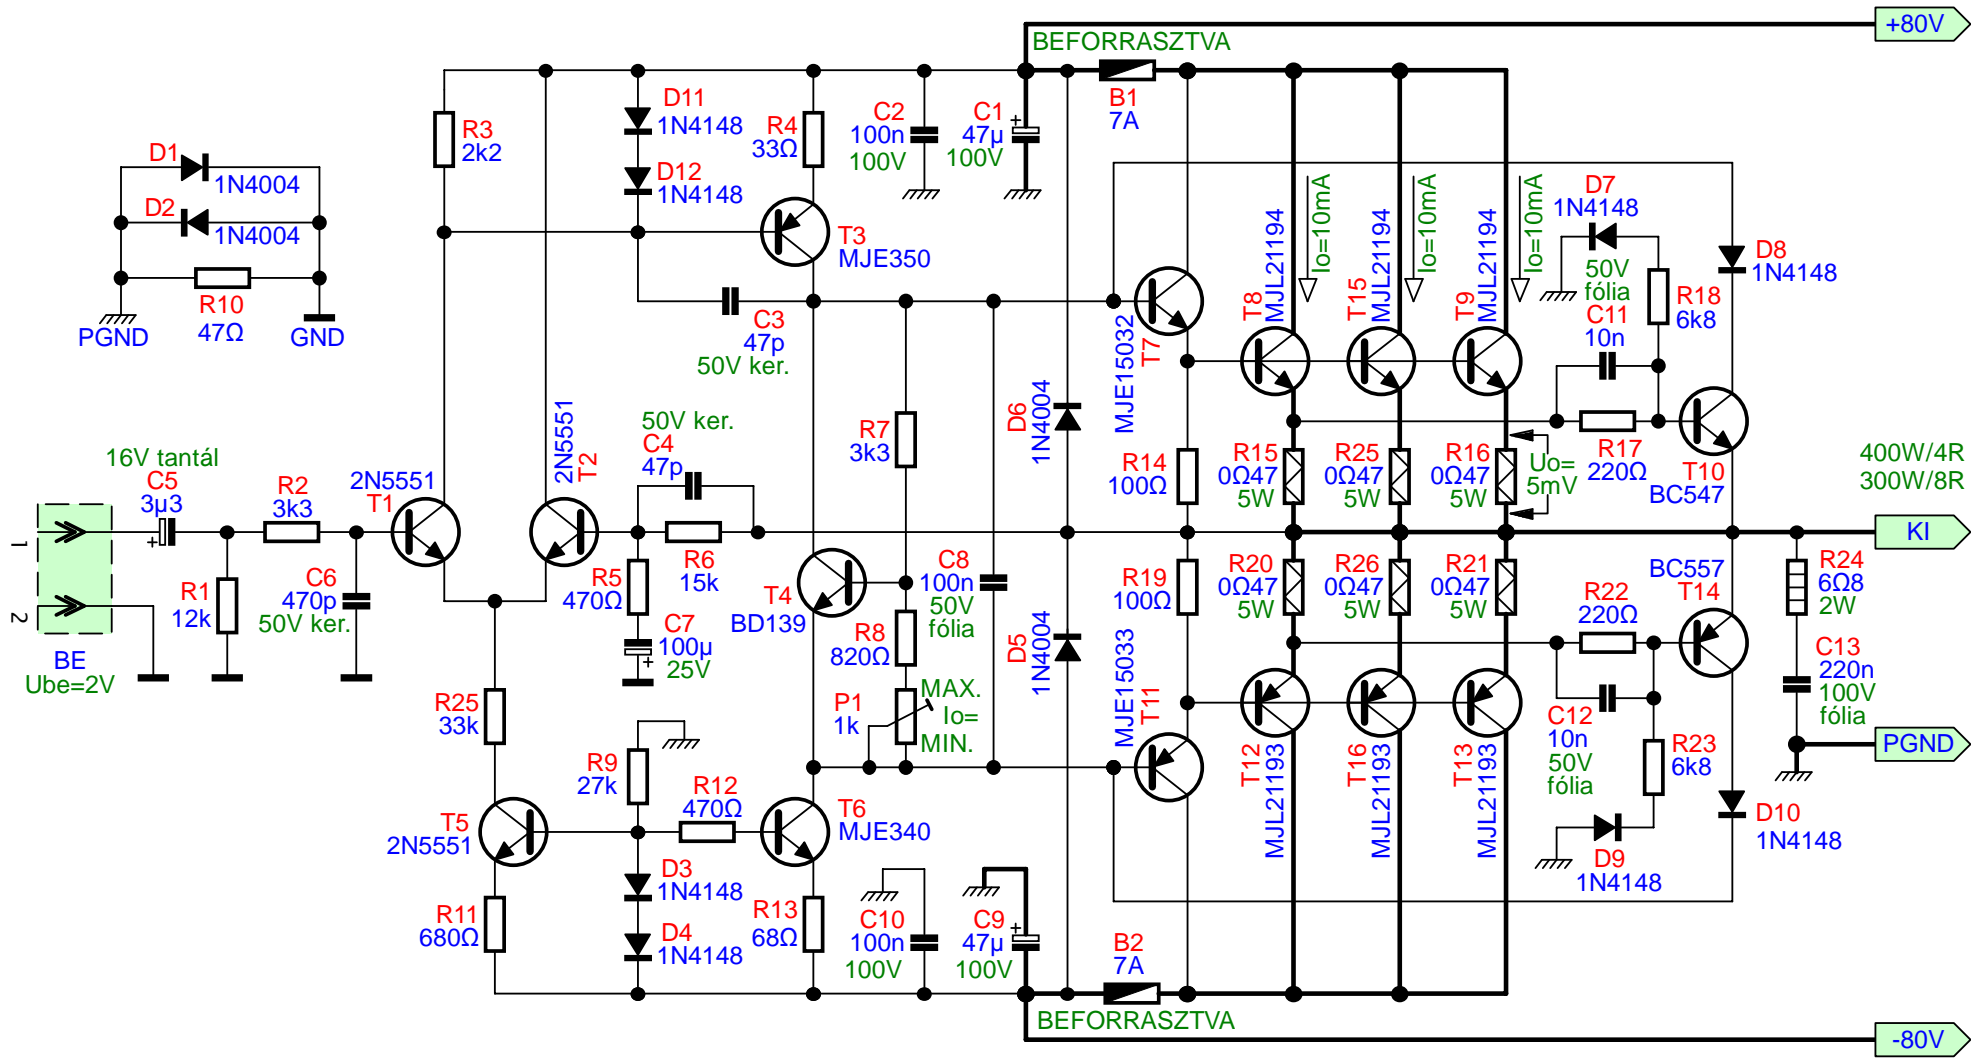 +80V
BEFORRASZTVA
B1
7A
D11
1N4148
D12
1N4148
R3
2k2
R4
33Ω
C2
100n
100V
C1
+
47µ
100V
D1
1N4004
D2
1N4004
R10
47Ω
PGND
GND
T3
MJE350
C3
47p
50V ker.
MJE15032
T7
T8
MJL21194
Io=10mA
T15
MJL21194
Io=10mA
T9
MJL21194
Io=10mA
D7
1N4148
50V
fólia
C11
10n
R18
6k8
D8
1N4148
R17
220Ω
T10
BC547
400W/4R
300W/8R
KI
16V tantál
C5
3µ3
+
R2
3k3
2N5551
T1
2N5551
T2
50V ker.
C4
47p
R7
3k3
D6
1N4004
R14
100Ω
R15
0Ω47
5W
R25
0Ω47
5W
R16
0Ω47
5W
Uo=
5mV
1
2
BE
Ube=2V
R1
12k
C6
470p
50V ker.
R5
470Ω
R6
15k
C7
100µ
+
25V
T4
BD139
C8
100n
50V
fólia
R8
820Ω
P1
1k
MAX.
Io=
MIN.
D5
1N4004
R19
100Ω
R20
0Ω47
5W
R26
0Ω47
5W
R21
0Ω47
5W
R22
220Ω
BC557
T14
R24
6Ω8
2W
C13
220n
100V
fólia
PGND
MJE15033
T11
T12
MJL21193
T16
MJL21193
T13
MJL21193
C12
10n
50V
fólia
R23
6k8
D9
1N4148
D10
1N4148
R25
33k
R9
27k
R12
470Ω
T5
2N5551
T6
MJE340
D3
1N4148
D4
1N4148
R11
680Ω
R13
68Ω
C10
100n
100V
C9
+
47µ
100V
B2
7A
BEFORRASZTVA
-80V